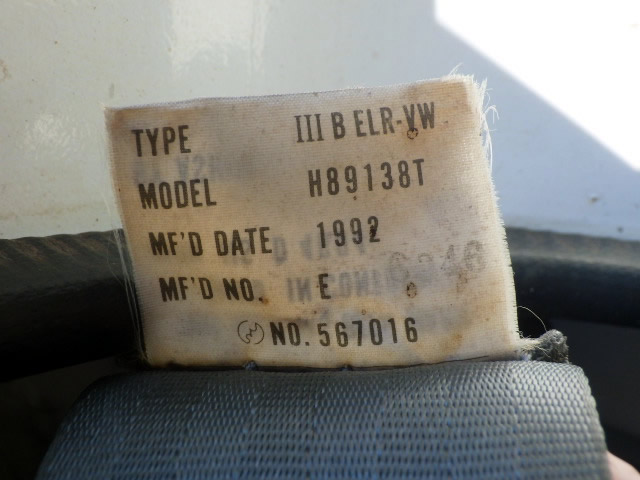 TYPE III B ELR-VW
MODEL H89138T
MF'D DATE 1992
MF'D NO. E
NO. 567016